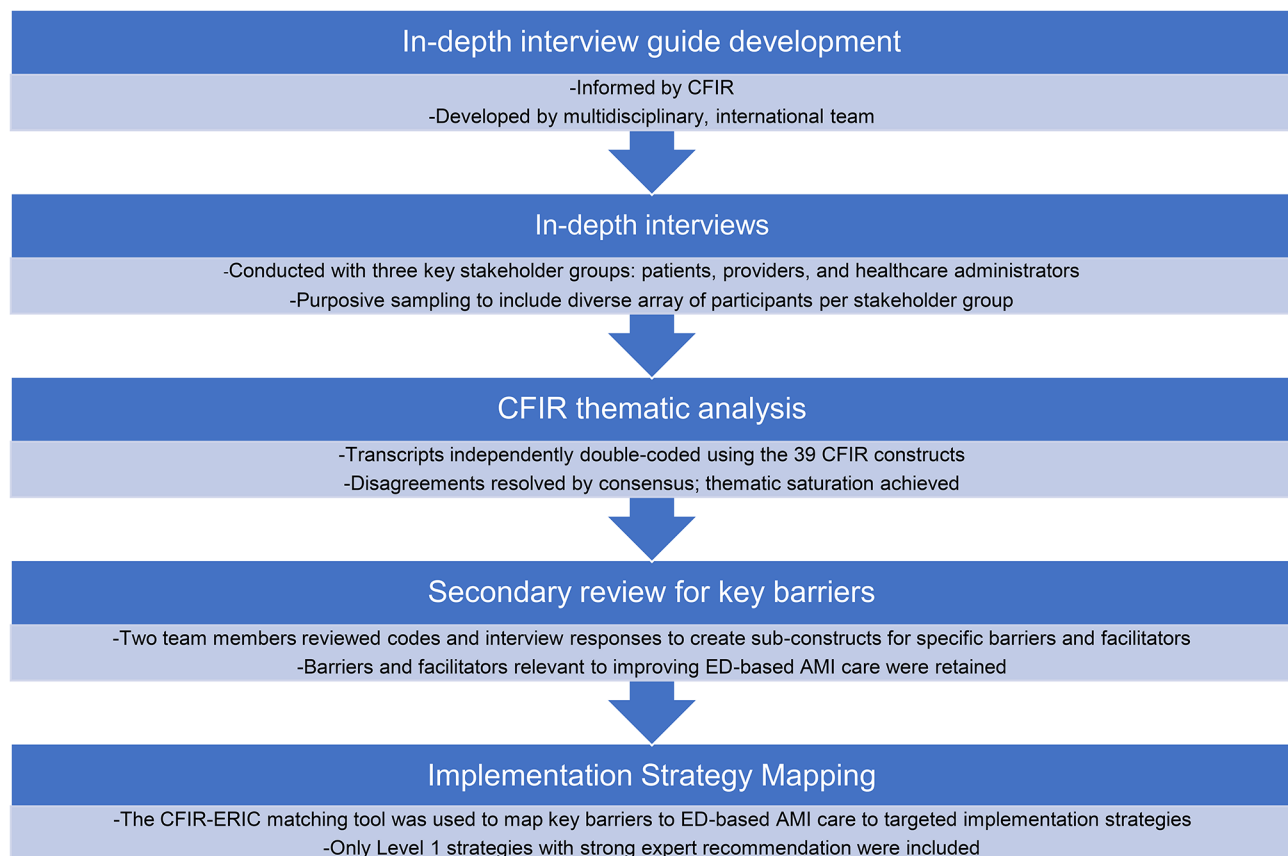 In-depth interview guide development
-Informed by CFIR
-Developed by multidisciplinary, international team
In-depth interviews
-Conducted with three key stakeholder groups: patients, providers, and healthcare administrators
-Purposive sampling to include diverse array of participants per stakeholder group
CFIR thematic analysis
-Transcripts independently double-coded using the 39 CFIR constructs
-Disagreements resolved by consensus; thematic saturation achieved
Secondary review for key barriers
-Two team members reviewed codes and interview responses to create sub-constructs for specific barriers and facilitators
-Barriers and facilitators relevant to improving ED-based AMI care were retained
Implementation Strategy Mapping
-The CFIR-ERIC matching tool was used to map key barriers to ED-based AMI care to targeted implementation strategies
-Only Level 1 strategies with strong expert recommendation were included